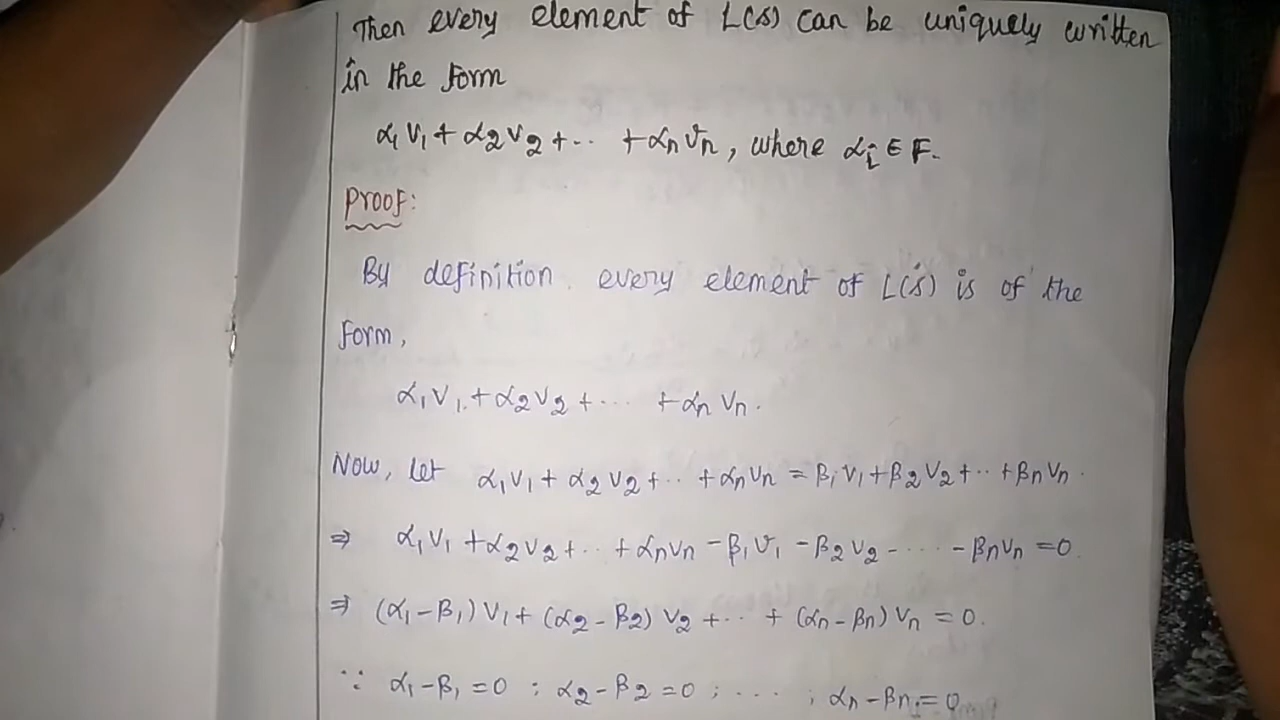 Then every element of L(S) can be uniquely written
in the form
α₁v₁ + α₂v₂ + .. + αₙvₙ, where αᵢ ∈ F.
Proof:
By definition every element of L(S) is of the
form,
α₁v₁ + α₂v₂ + ... + αₙvₙ.
Now, let α₁v₁ + α₂v₂ + .. + αₙvₙ = β₁v₁ + β₂v₂ + .. + βₙvₙ.
⇒ α₁v₁ + α₂v₂ + .. + αₙvₙ - β₁v₁ - β₂v₂ - .... - βₙvₙ = 0.
⇒ (α₁ - β₁) v₁ + (α₂ - β₂) v₂ + .. + (αₙ - βₙ) vₙ = 0.
∵ α₁ - β₁ = 0 ; α₂ - β₂ = 0 ; .... ; αₙ - βₙ = 0